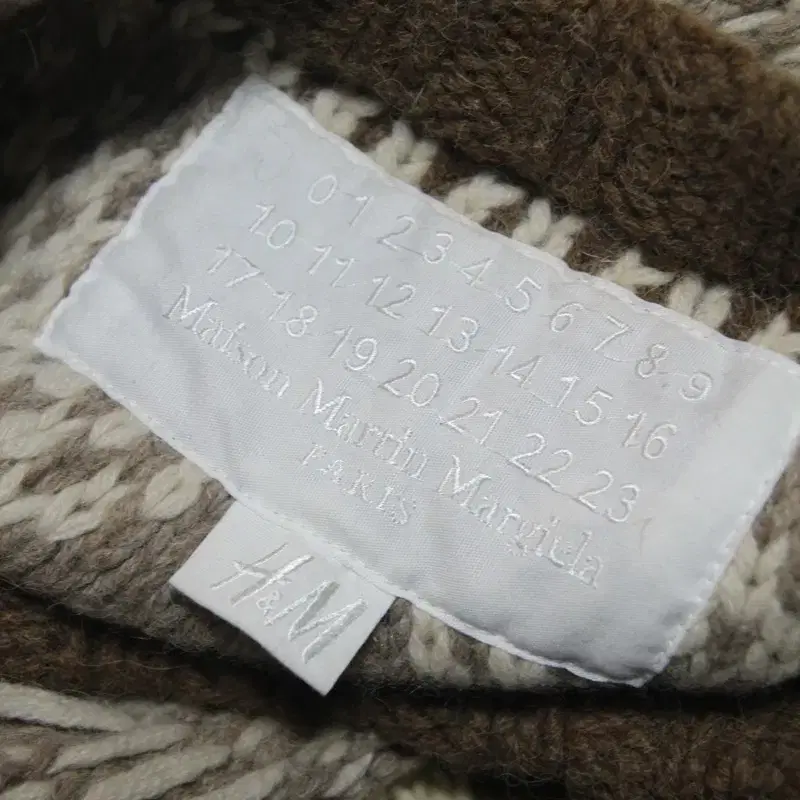 0 1 2 3 4 5 6 7 8 9
10 11 12 13 14 15 16
17 18 19 20 21 22 23
Maison Martin Margiela
PARIS
H&M